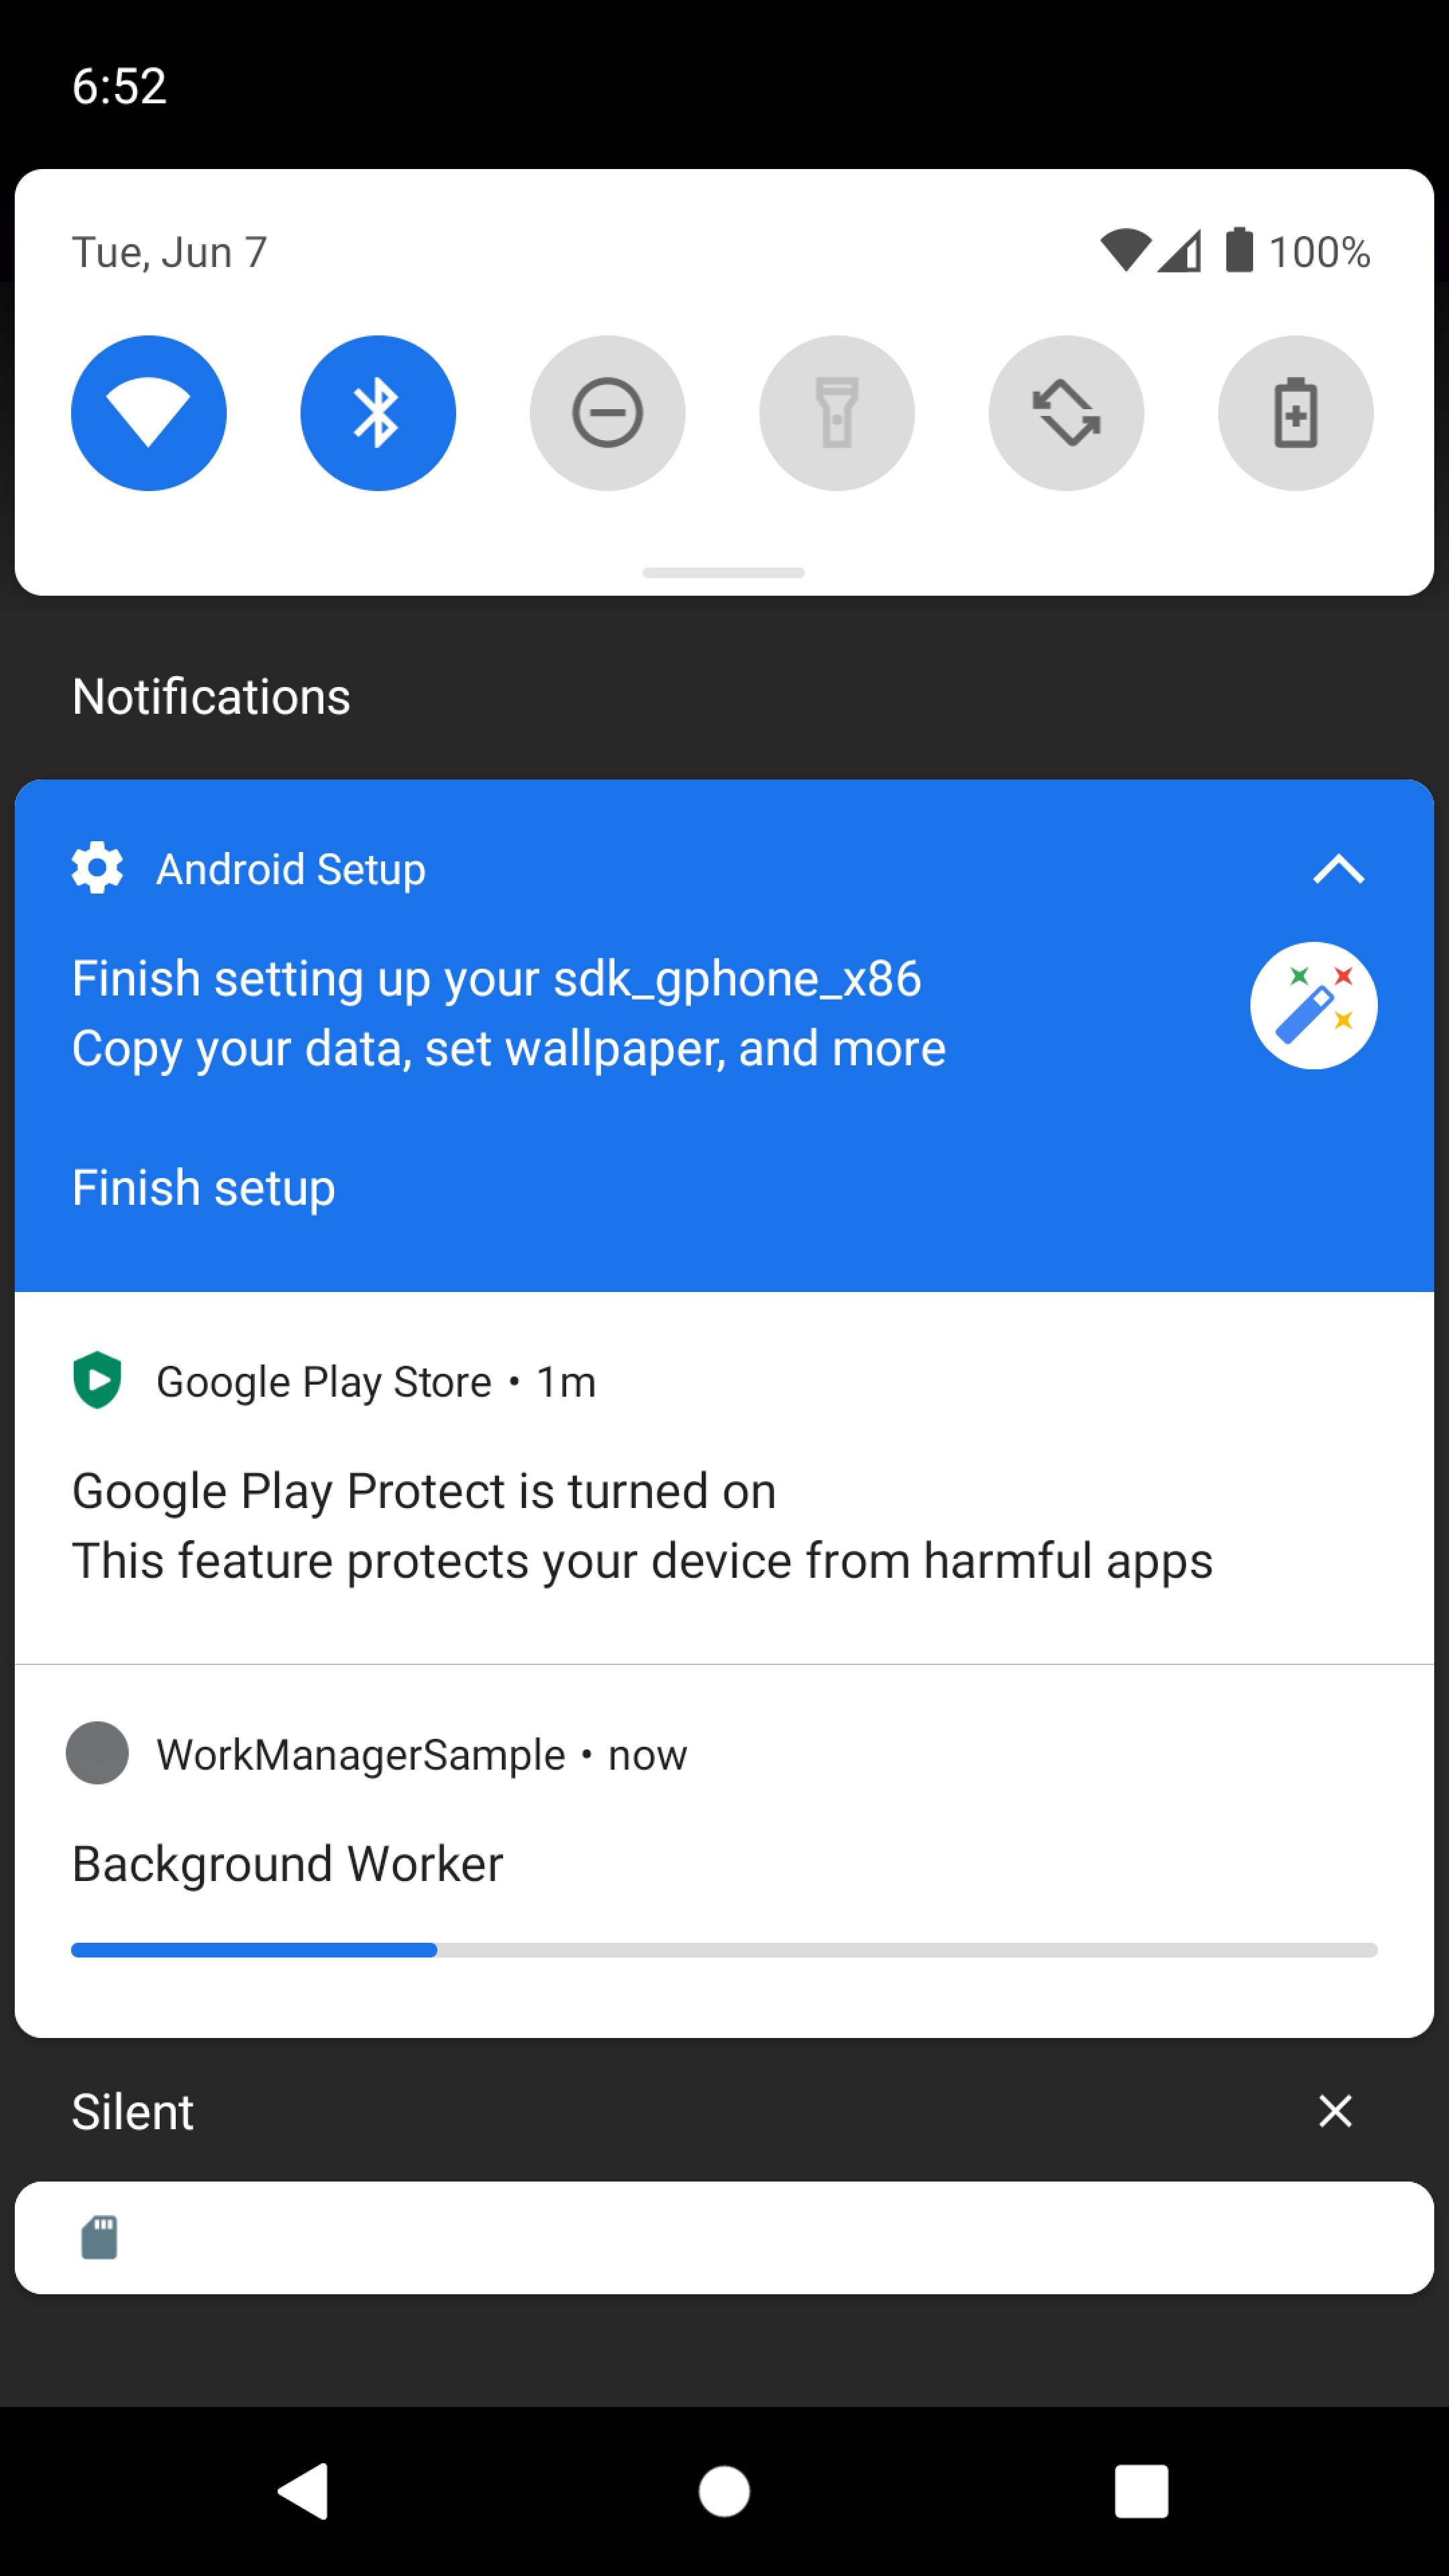 6:52
Tue, Jun 7
100%
Notifications
Android Setup
Finish setting up your sdk_gphone_x86
Copy your data, set wallpaper, and more
Finish setup
Google Play Store • 1m
Google Play Protect is turned on
This feature protects your device from harmful apps
WorkManagerSample • now
Background Worker
Silent